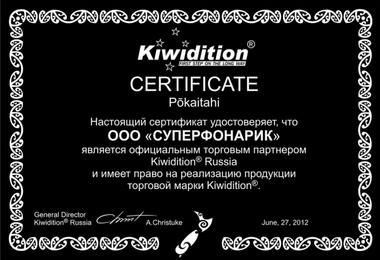 Kiwidition®
FIRST STEP ON THE LONG WAY
CERTIFICATE
Pōkaitahi
Настоящий сертификат удостоверяет, что
ООО «СУПЕРФОНАРИК»
является официальным торговым партнером
Kiwidition® Russia
и имеет право на реализацию продукции
торговой марки Kiwidition®.
General Director
Kiwidition® Russia
A.Christuke
June, 27, 2012